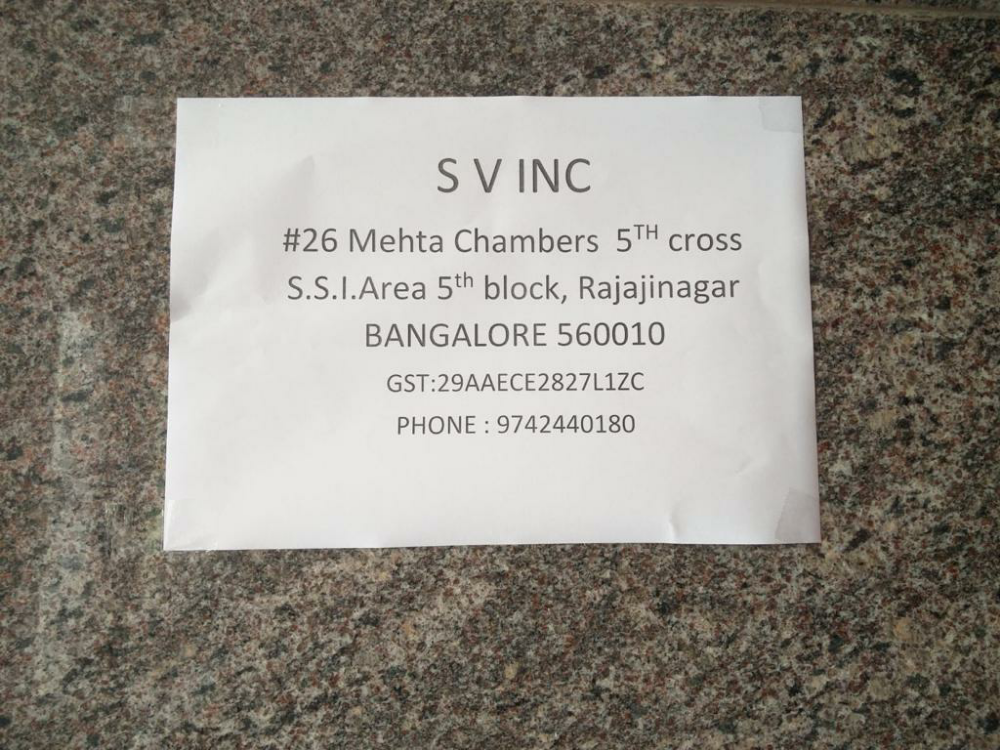 S V INC
#26 Mehta Chambers 5TH cross
S.S.I.Area 5th block, Rajajinagar
BANGALORE 560010
GST:29AAECE2827L1ZC
PHONE : 9742440180